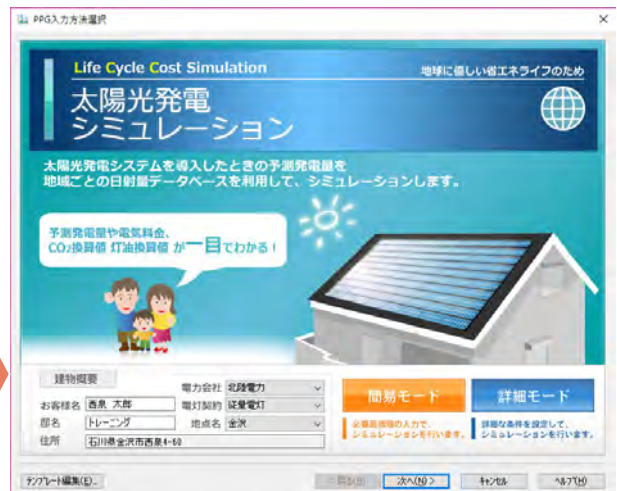 PPG入力方法選択
Life Cycle Cost Simulation
地球に優しい省エネライフのため
太陽光発電
シミュレーション
太陽光発電システムを導入したときの予測発電量を
地域ごとの日射量データベースを利用して、シミュレーションします。
予測発電量や電気料金、
CO2換算値 灯油換算値 が一目でわかる!
建物概要
お客様名 西泉 太郎
邸名 トレーニング
住所 石川県金沢市西泉4-60
電力会社 北陸電力
電灯契約 従量電灯
地点名 金沢
簡易モード
必要最低限の入力で、
シミュレーションを行います。
詳細モード
詳細な条件を設定して、
シミュレーションを行います。
テンプレート編集(E)...
< 戻る(B)
次へ(N) >
キャンセル
ヘルプ(H)